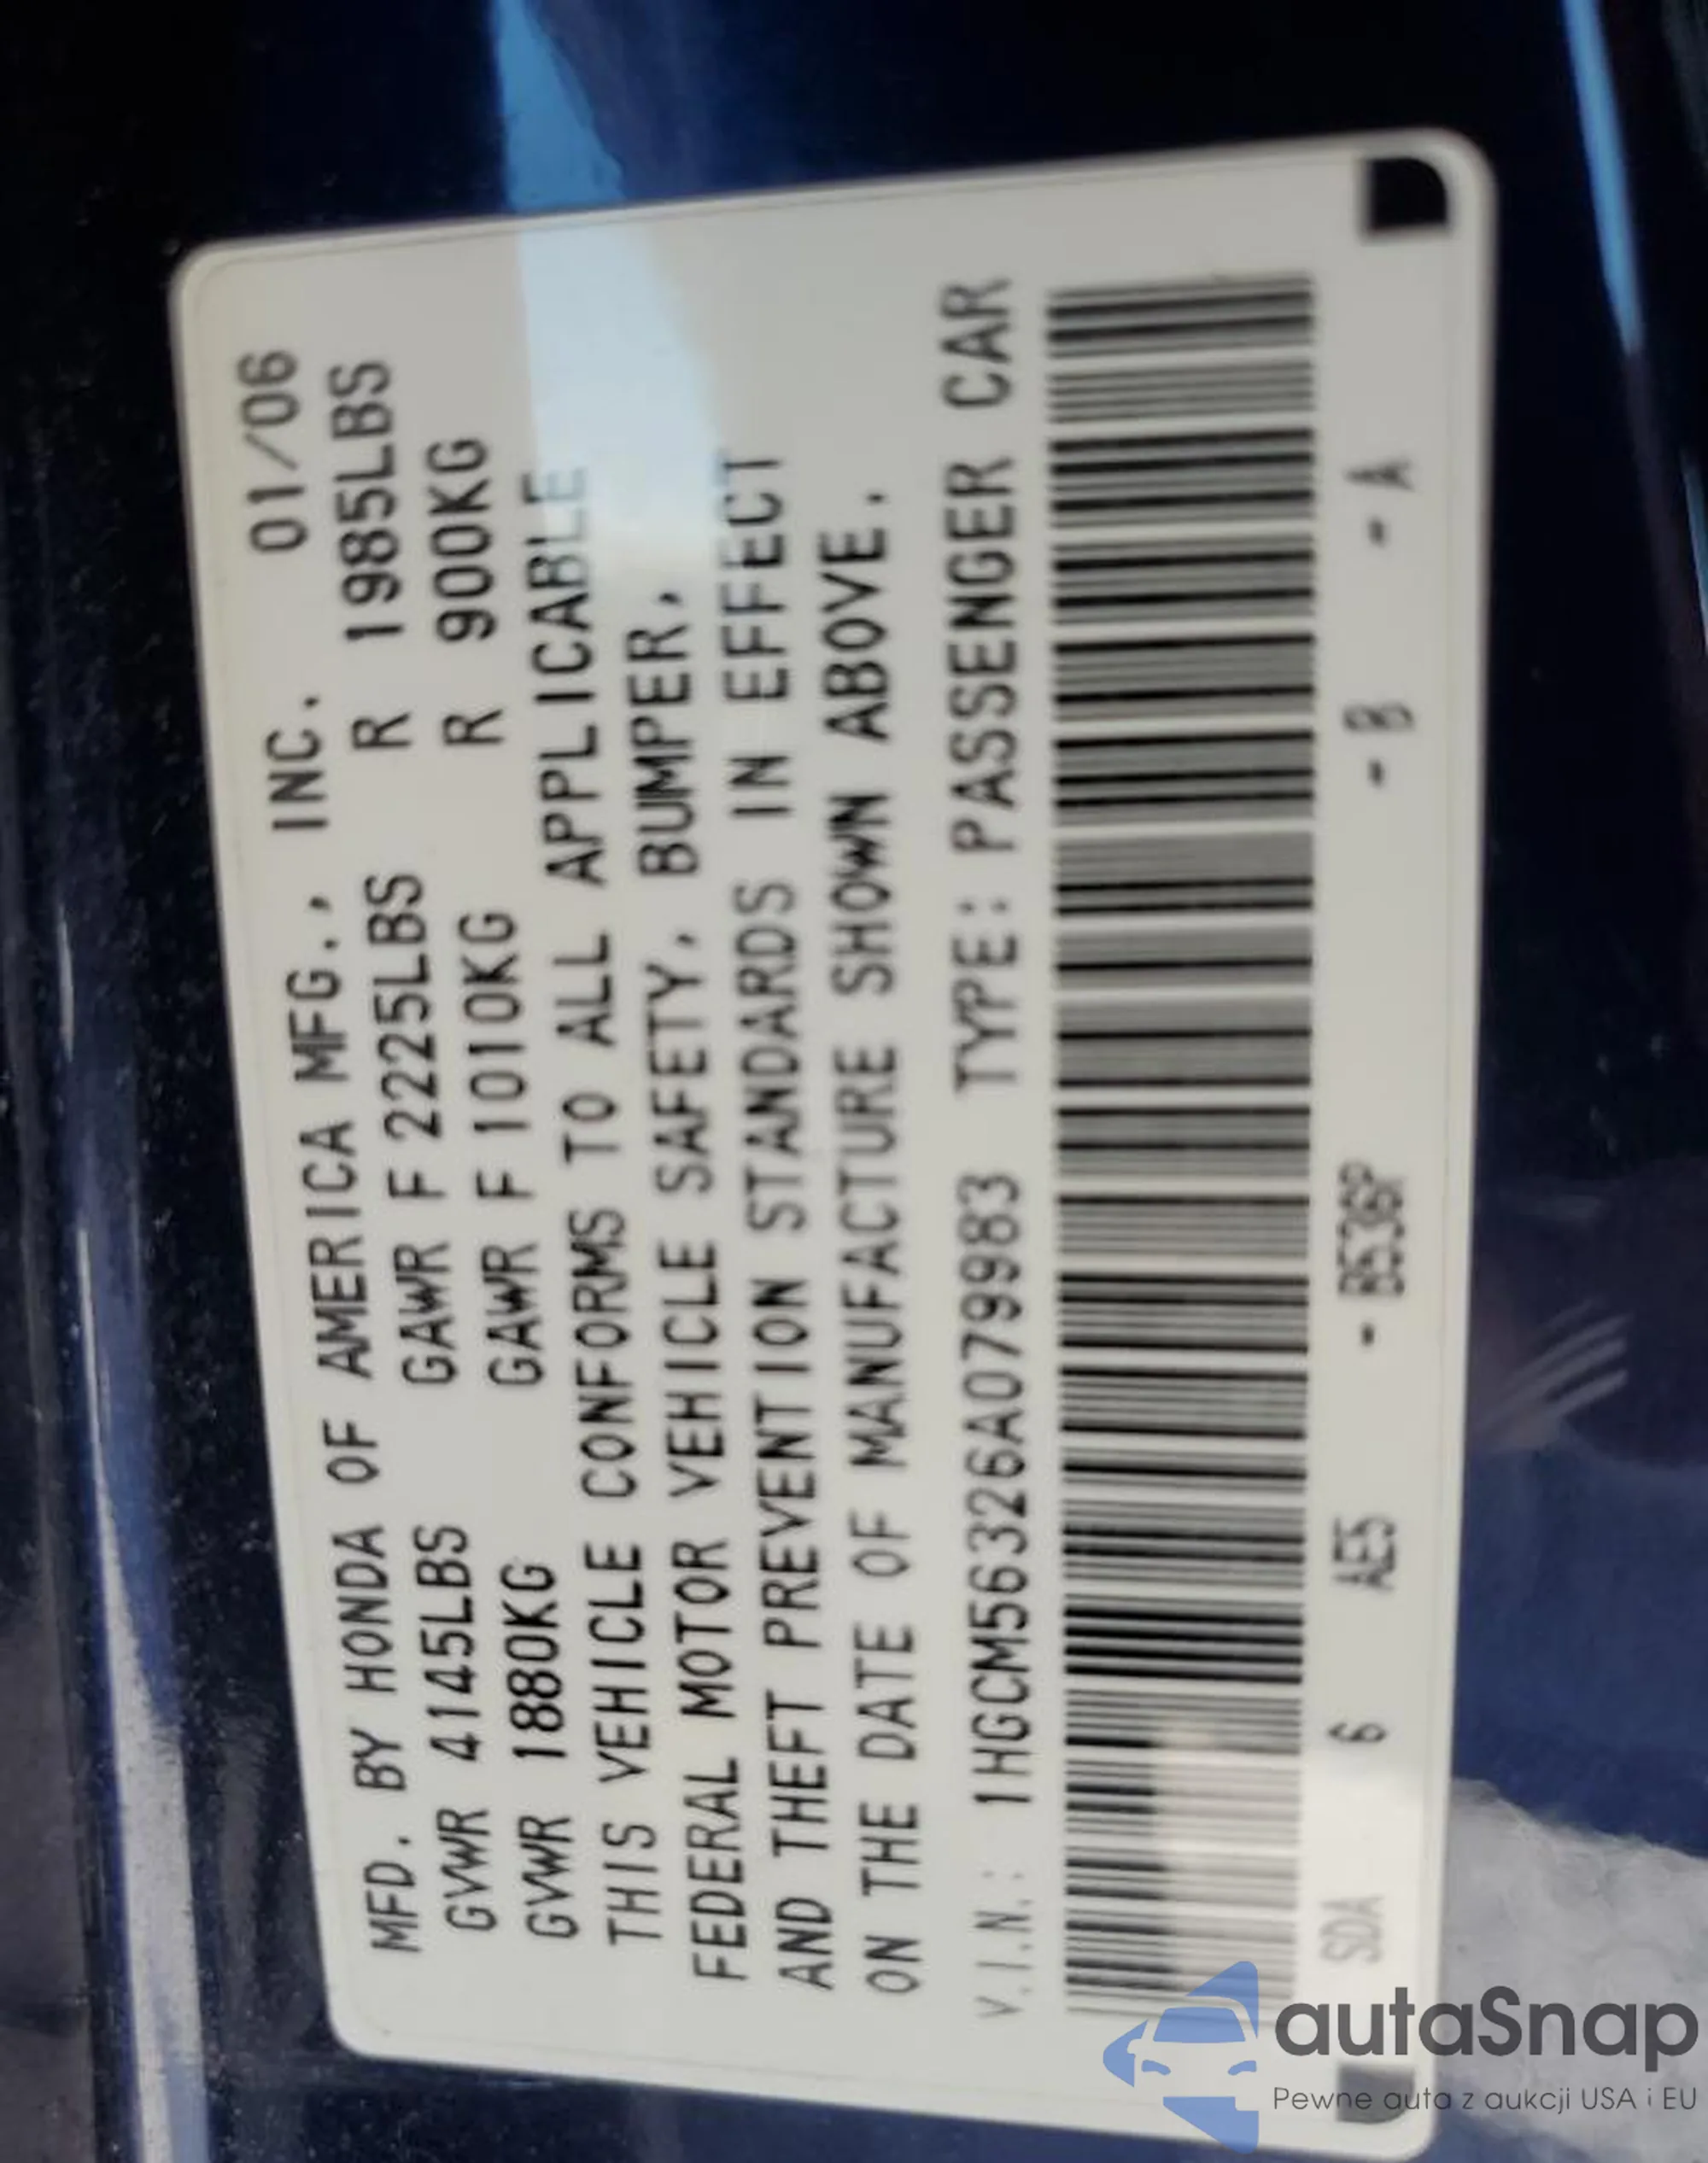 MFD. BY HONDA OF AMERICA MFG., INC. 01/06
GVWR 4145LBS GAWR F 2225LBS R 1985LBS
GVWR 1880KG GAWR F 1010KG R 900KG
THIS VEHICLE CONFORMS TO ALL APPLICABLE
FEDERAL MOTOR VEHICLE SAFETY, BUMPER,
AND THEFT PREVENTION STANDARDS IN EFFECT
ON THE DATE OF MANUFACTURE SHOWN ABOVE.
V.I.N.: 1HGCM56326A079983 TYPE: PASSENGER CAR
SDA 6 AE5 - B536P - B - A
autaSnap
Pewne auta z aukcji USA i EU